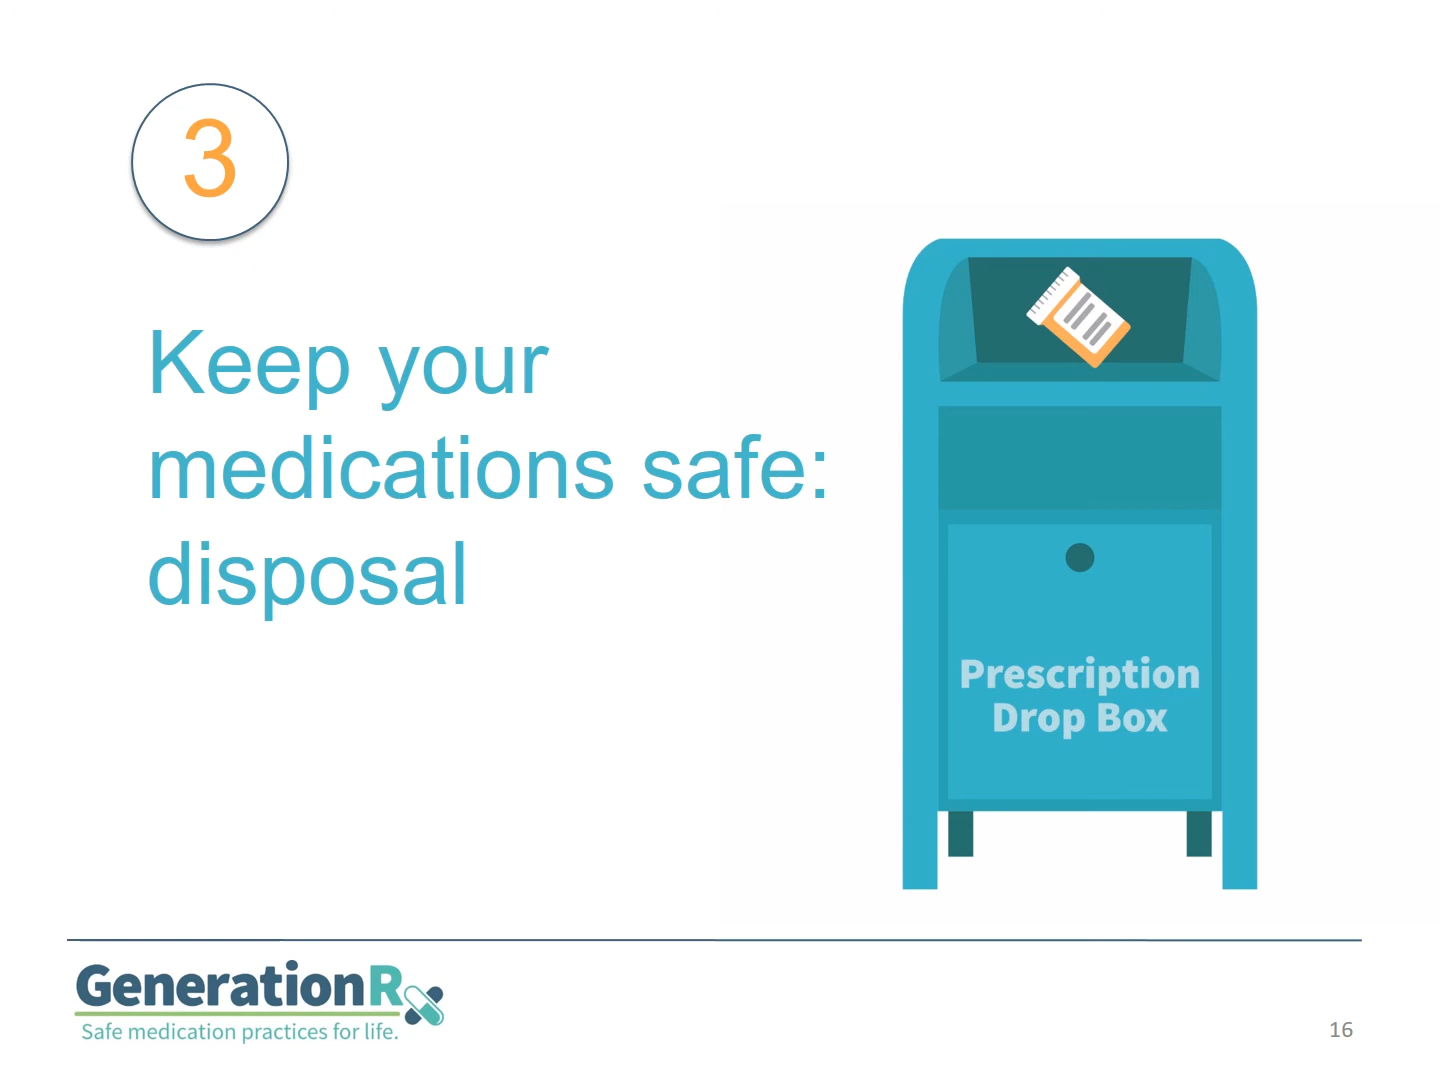 3
Keep your
medications safe:
disposal
Prescription
Drop Box
GenerationRx
Safe medication practices for life.
16